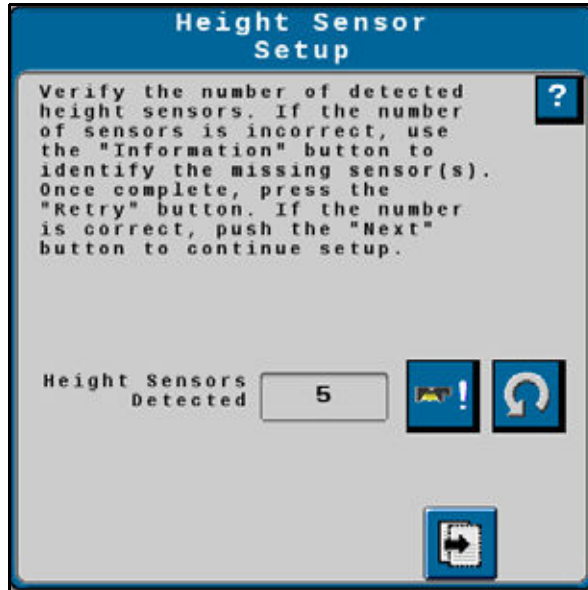 Height Sensor
Setup
Verify the number of detected
height sensors. If the number
of sensors is incorrect, use
the "Information" button to
identify the missing sensor(s).
Once complete, press the
"Retry" button. If the number
is correct, push the "Next"
button to continue setup.
?
Height Sensors
Detected
5
!